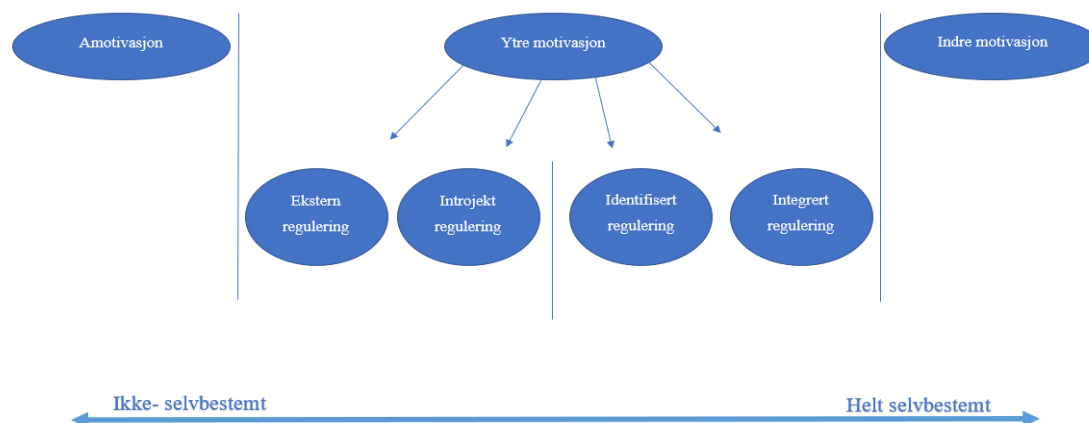 Amotivasjon
Ytre motivasjon
Indre motivasjon
Ekstern
regulering
Introjekt
regulering
Identifisert
regulering
Integrert
regulering
Ikke- selvbestemt
Helt selvbestemt